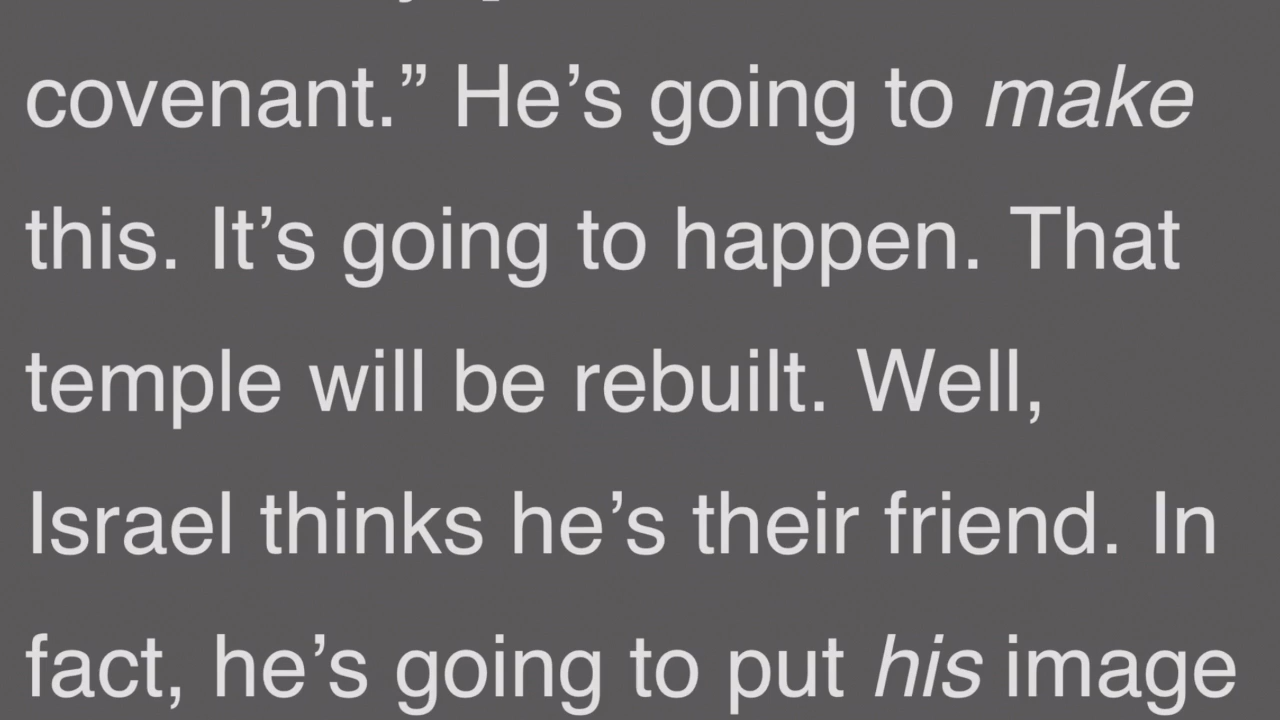 covenant.” He’s going to make
this. It’s going to happen. That
temple will be rebuilt. Well,
Israel thinks he’s their friend. In
fact, he’s going to put his image